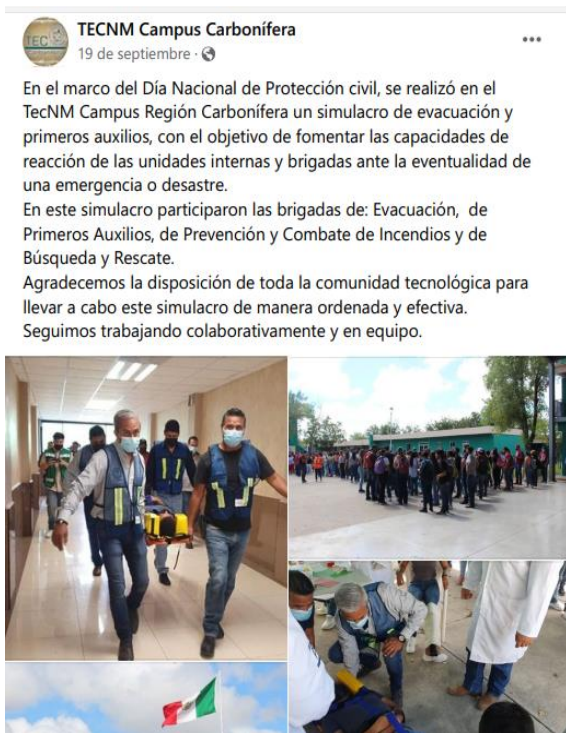 TECNM Campus Carbonífera
19 de septiembre ·
En el marco del Día Nacional de Protección civil, se realizó en el
TecNM Campus Región Carbonífera un simulacro de evacuación y
primeros auxilios, con el objetivo de fomentar las capacidades de
reacción de las unidades internas y brigadas ante la eventualidad de
una emergencia o desastre.
En este simulacro participaron las brigadas de: Evacuación,  de
Primeros Auxilios, de Prevención y Combate de Incendios y de
Búsqueda y Rescate.
Agradecemos la disposición de toda la comunidad tecnológica para
llevar a cabo este simulacro de manera ordenada y efectiva.
Seguimos trabajando colaborativamente y en equipo.